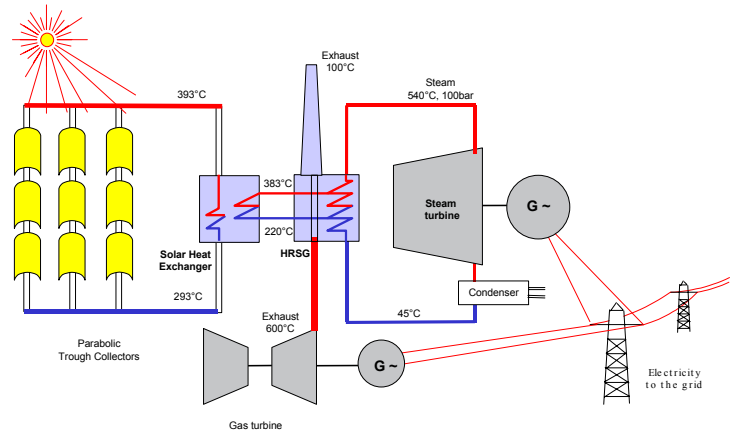 Exhaust
100°C
Steam
540°C, 100bar
393°C
383°C
Steam
turbine
G ~
220°C
Solar Heat
Exchanger
HRSG
293°C
45°C
Condenser
Exhaust
600°C
Parabolic
Trough Collectors
G ~
Electricity
to the grid
Gas turbine